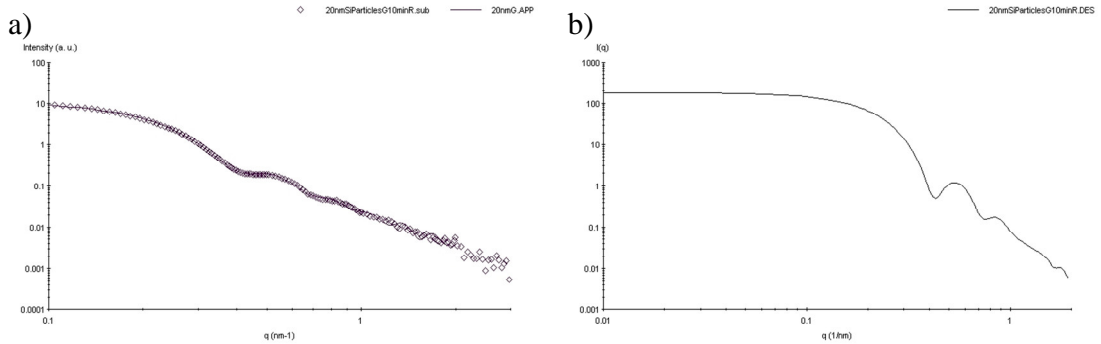 a)
20nmSiParticlesG10minR.sub
20nmG.APP
Intensity (a. u.)
100
10
1
0.1
0.01
0.001
0.0001
0.1
1
q (nm-1)
b)
20nmSiParticlesG10minR.DES
I(q)
1000
100
10
1
0.1
0.01
0.001
0.01
0.1
1
q (1/nm)